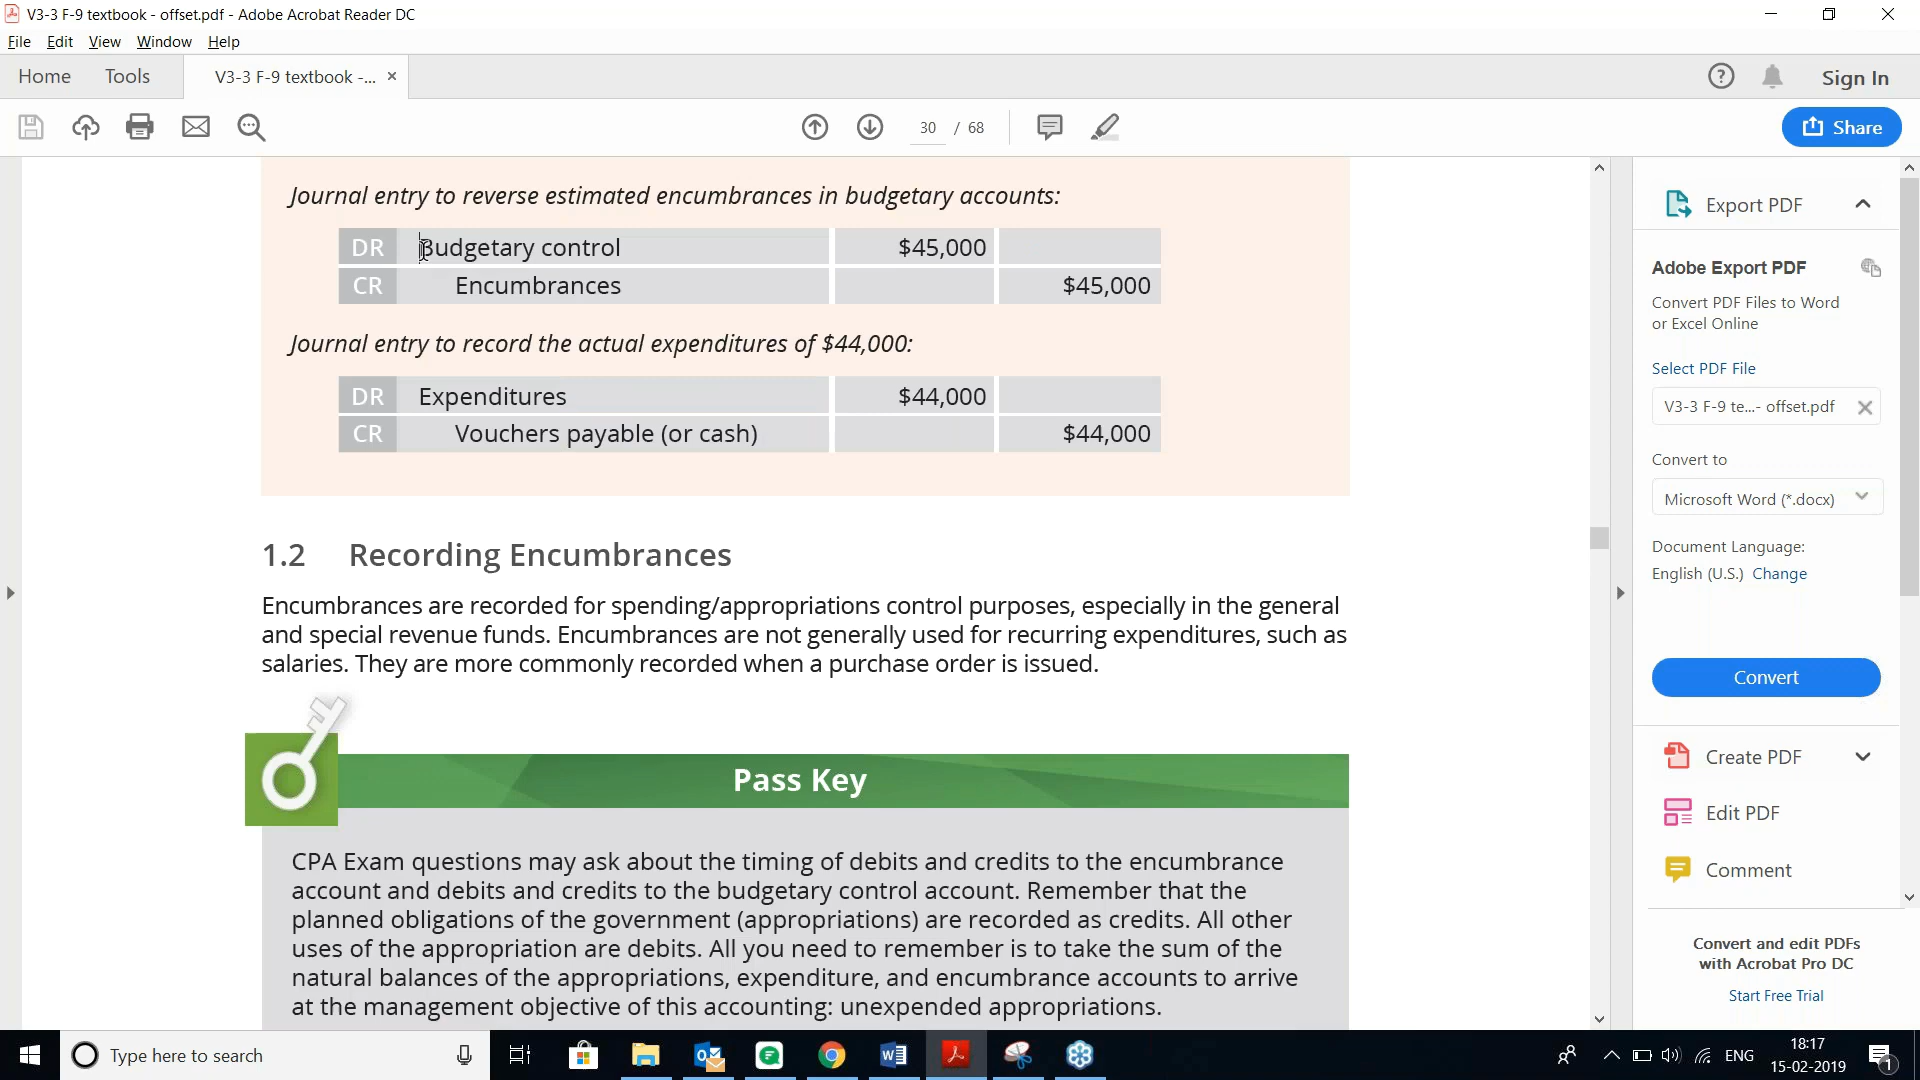 V3-3 F-9 textbook - offset.pdf - Adobe Acrobat Reader DC
File Edit View Window Help
Home Tools V3-3 F-9 textbook -... × Sign In
30 / 68 Share
Journal entry to reverse estimated encumbrances in budgetary accounts:
DR Budgetary control $45,000
CR Encumbrances $45,000
Journal entry to record the actual expenditures of $44,000:
DR Expenditures $44,000
CR Vouchers payable (or cash) $44,000
1.2 Recording Encumbrances
Encumbrances are recorded for spending/appropriations control purposes, especially in the general
and special revenue funds. Encumbrances are not generally used for recurring expenditures, such as
salaries. They are more commonly recorded when a purchase order is issued.
Pass Key
CPA Exam questions may ask about the timing of debits and credits to the encumbrance
account and debits and credits to the budgetary control account. Remember that the
planned obligations of the government (appropriations) are recorded as credits. All other
uses of the appropriation are debits. All you need to remember is to take the sum of the
natural balances of the appropriations, expenditure, and encumbrance accounts to arrive
at the management objective of this accounting: unexpended appropriations.
Export PDF
Adobe Export PDF
Convert PDF Files to Word
or Excel Online
Select PDF File
V3-3 F-9 te...- offset.pdf
Convert to
Microsoft Word (*.docx)
Document Language:
English (U.S.) Change
Convert
Create PDF
Edit PDF
Comment
Convert and edit PDFs
with Acrobat Pro DC
Start Free Trial
Type here to search
ENG
18:17
15-02-2019
1